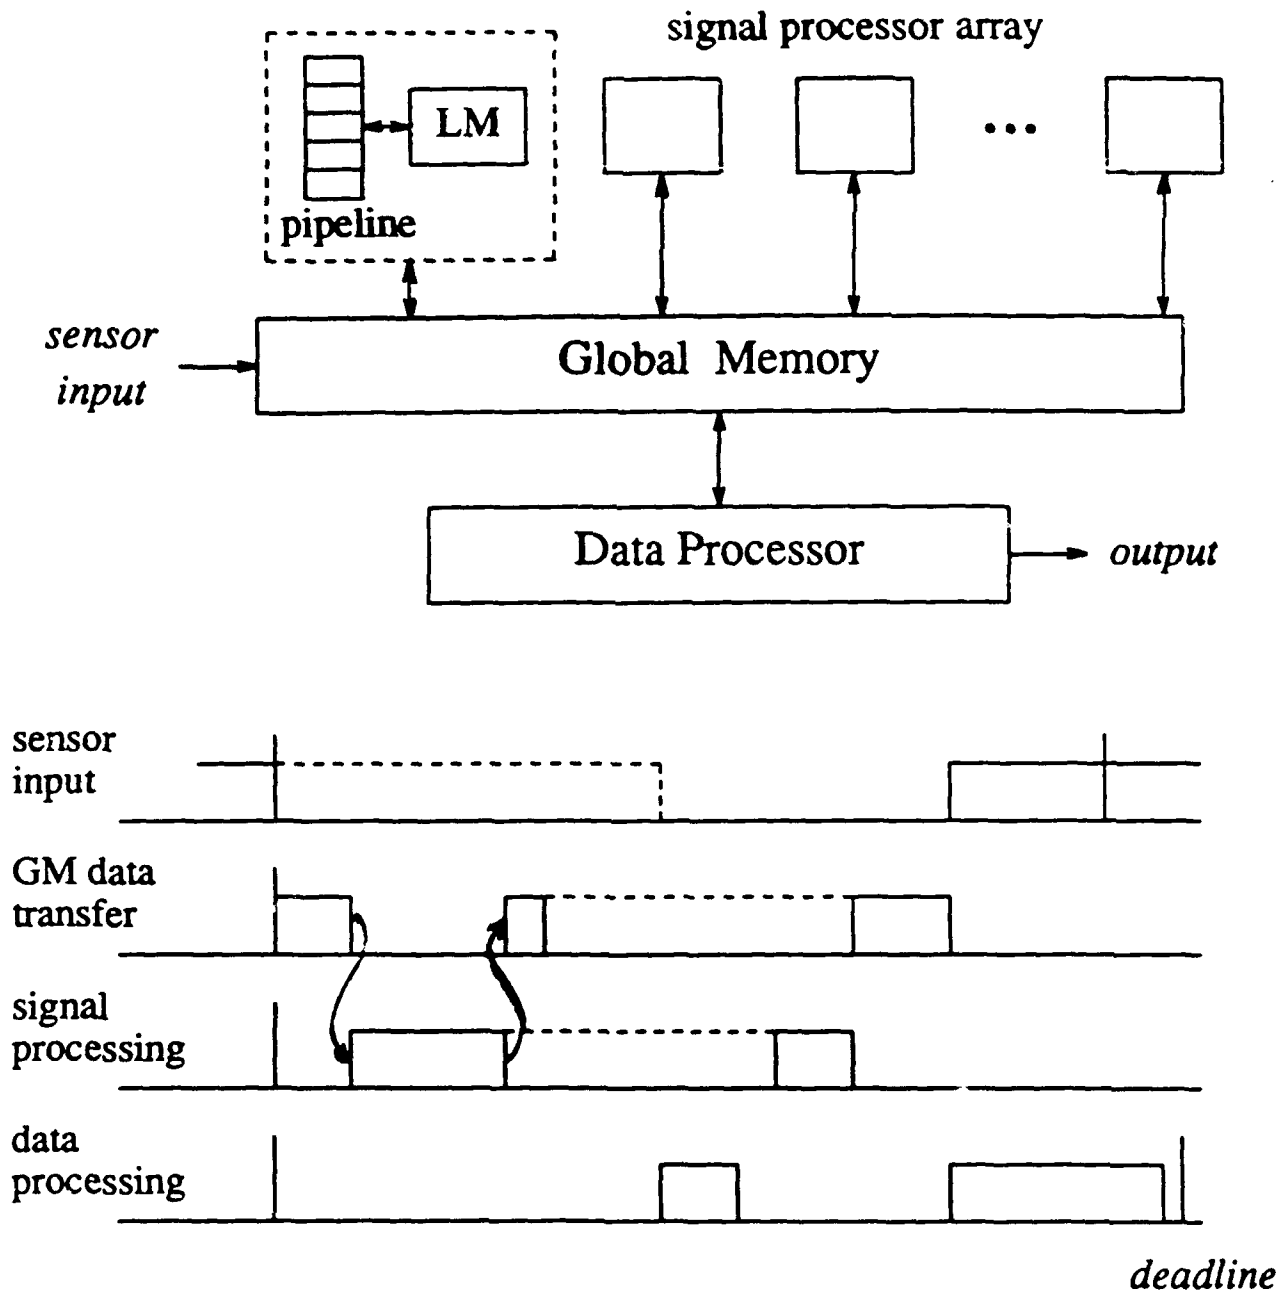 signal processor array
LM
pipeline
sensor
input
Global Memory
Data Processor
output
sensor
input
GM data
transfer
signal
processing
data
processing
deadline